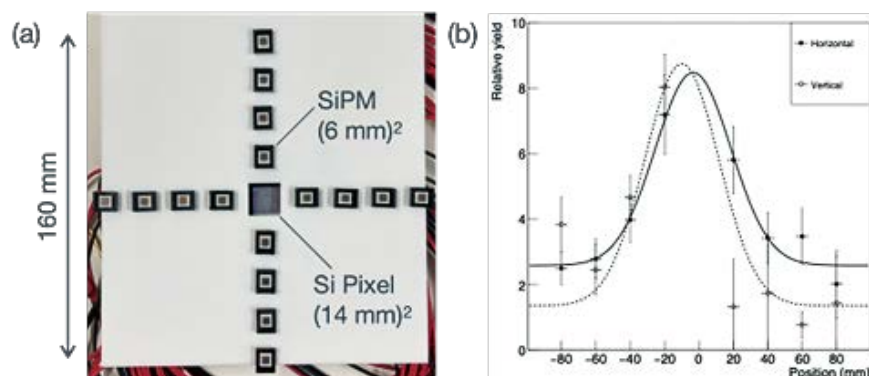 (a)
160 mm
SiPM
(6 mm)²
Si Pixel
(14 mm)²
(b)
Relative yield
10
8
6
4
2
0
Horizontal
Vertical
-80 -60 -40 -20 0 20 40 60 80
Position (mm)